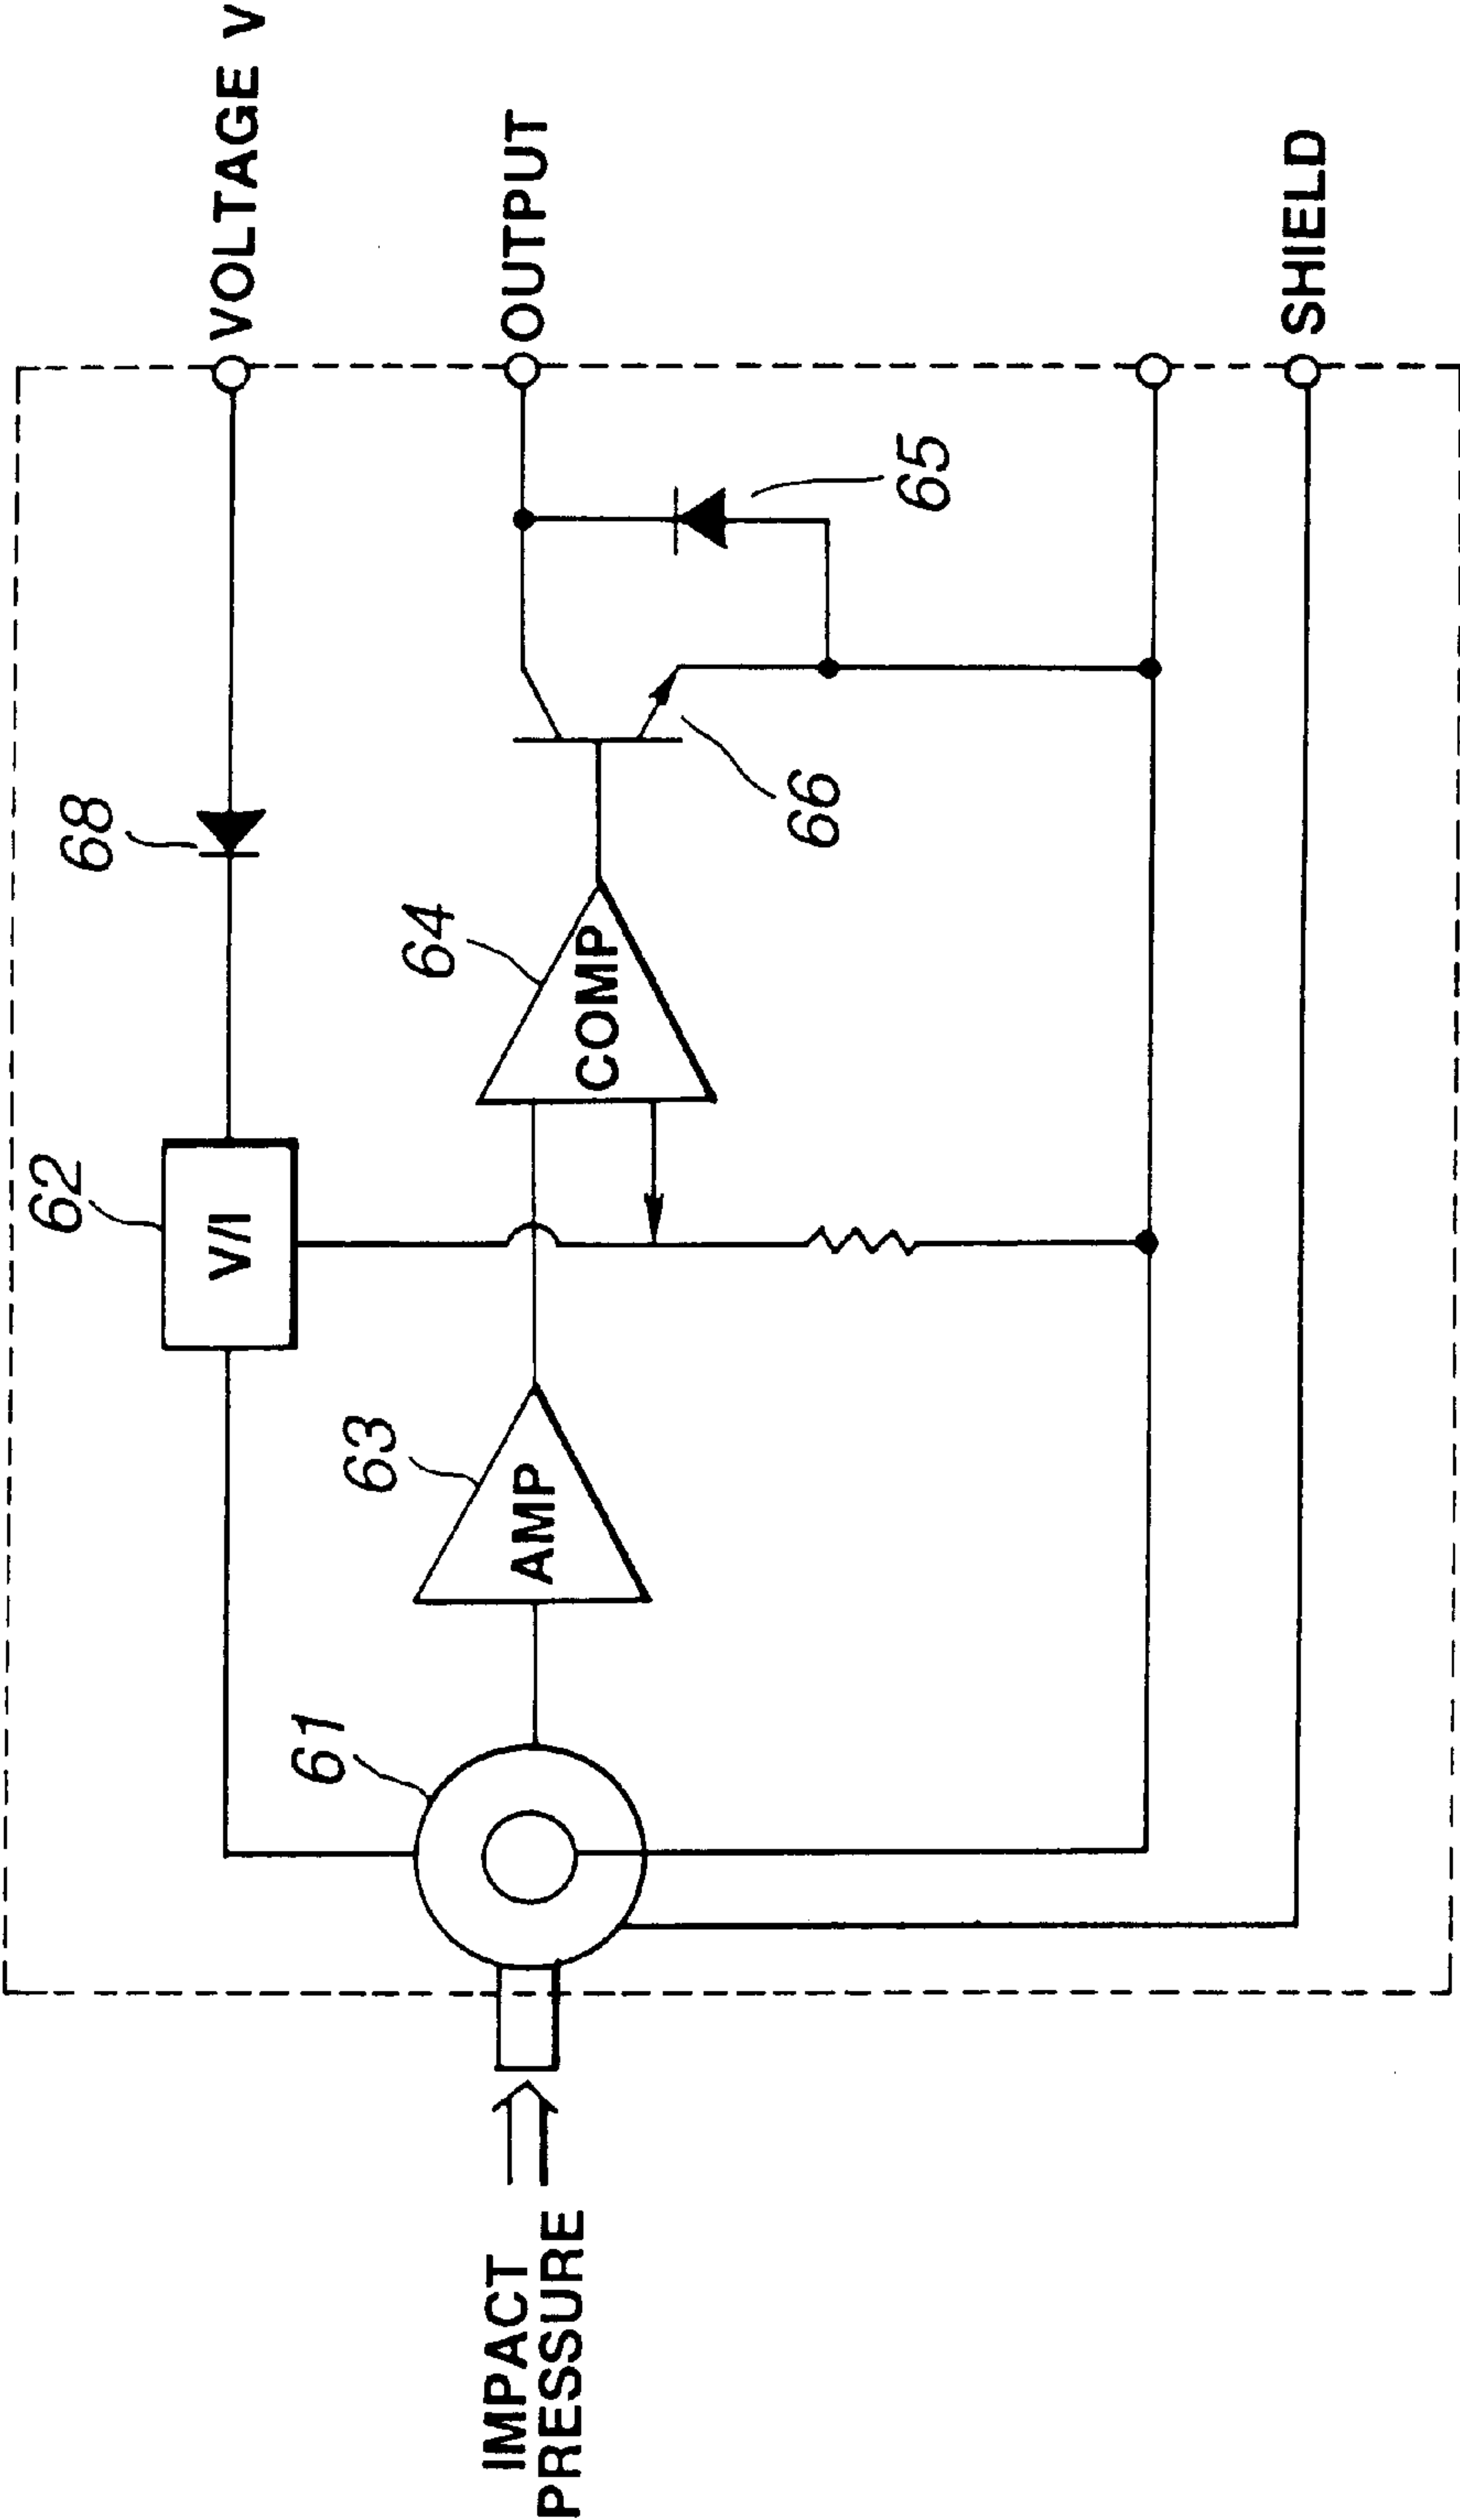 VOLTAGE V
68
62
V/I
OUTPUT
65
66
64
COMP
63
AMP
61
IMPACT
PRESSURE
SHIELD